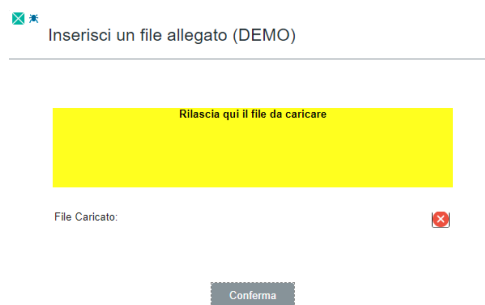 Inserisci un file allegato (DEMO)
Rilascia qui il file da caricare
File Caricato:
Conferma